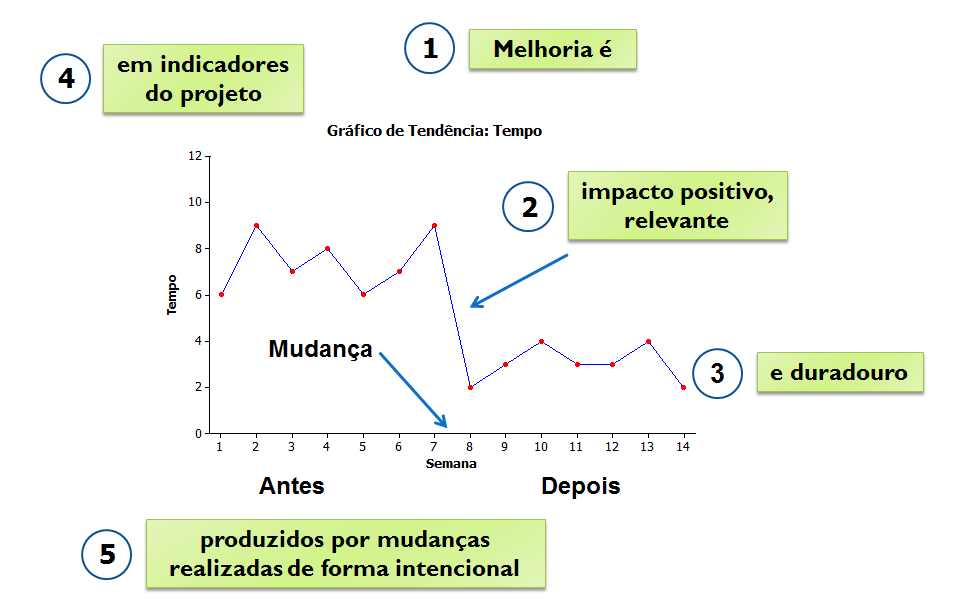 1
Melhoria é
4
em indicadores
do projeto
Gráfico de Tendência: Tempo
12
10
8
6
4
2
0
Tempo
2
impacto positivo,
relevante
Mudança
3
e duradouro
1 2 3 4 5 6 7 8 9 10 11 12 13 14
Semana
Antes
Depois
5
produzidos por mudanças
realizadas de forma intencional